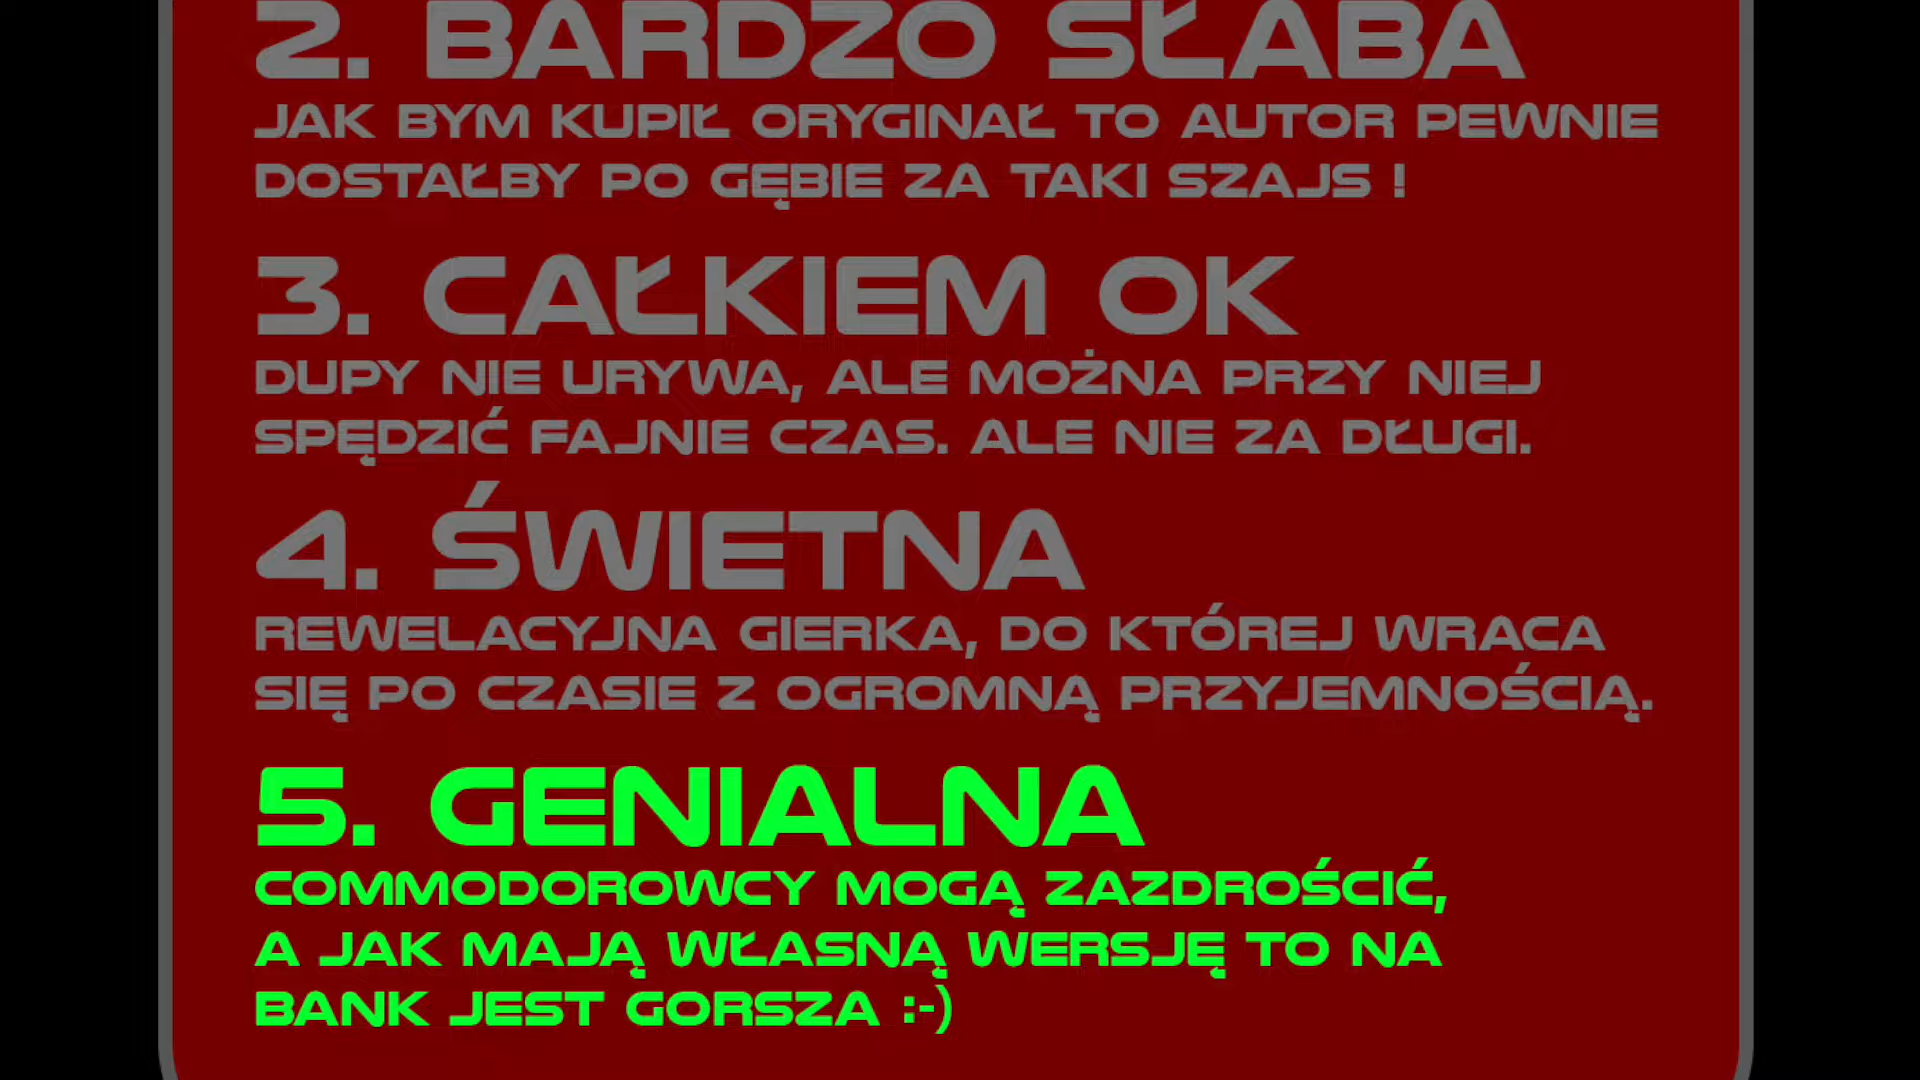 2. BARDZO SŁABA
JAK BYM KUPIŁ ORYGINAŁ TO AUTOR PEWNIE
DOSTAŁBY PO GĘBIE ZA TAKI SZAJS !
3. CAŁKIEM OK
DUPY NIE URYWA, ALE MOŻNA PRZY NIEJ
SPĘDZIĆ FAJNIE CZAS. ALE NIE ZA DŁUGI.
4. ŚWIETNA
REWELACYJNA GIERKA, DO KTÓREJ WRACA
SIĘ PO CZASIE Z OGROMNĄ PRZYJEMNOŚCIĄ.
5. GENIALNA
COMMODOROWCY MOGĄ ZAZDROŚCIĆ,
A JAK MAJĄ WŁASNĄ WERSJĘ TO NA
BANK JEST GORSZA :-)